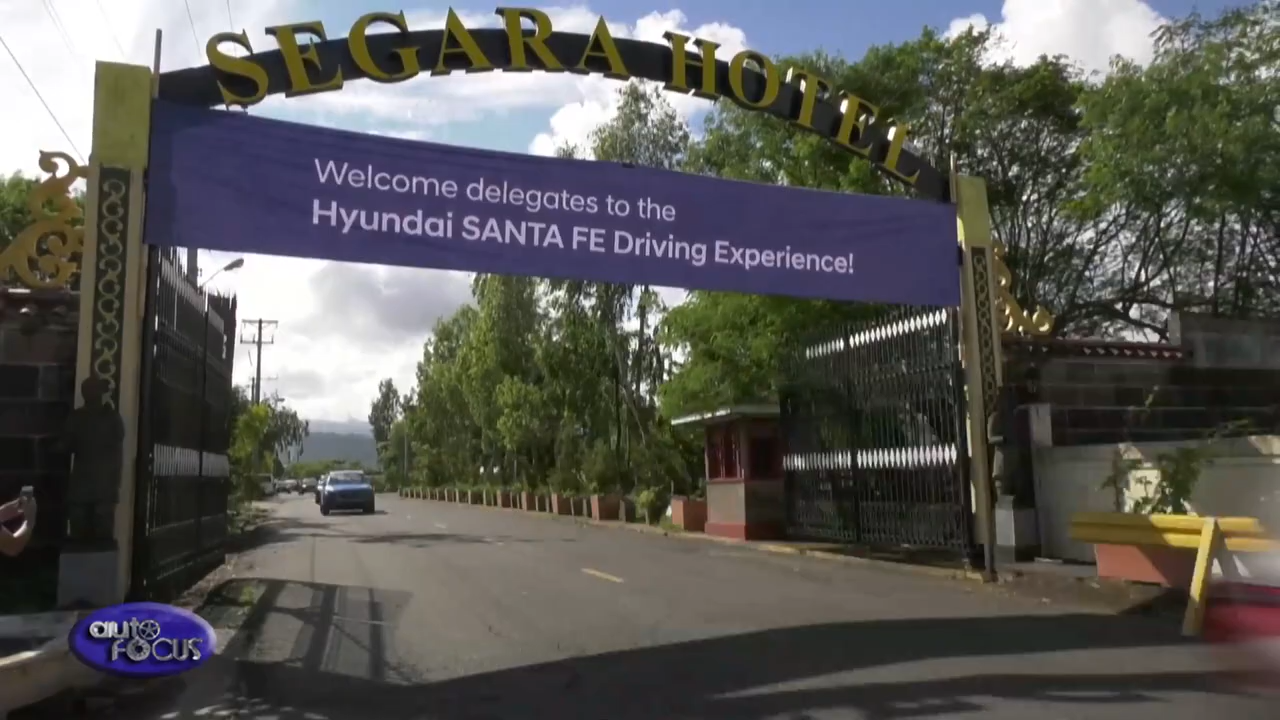 SEGARA HOTEL
Welcome delegates to the
Hyundai SANTA FE Driving Experience!
auto
FOCUS